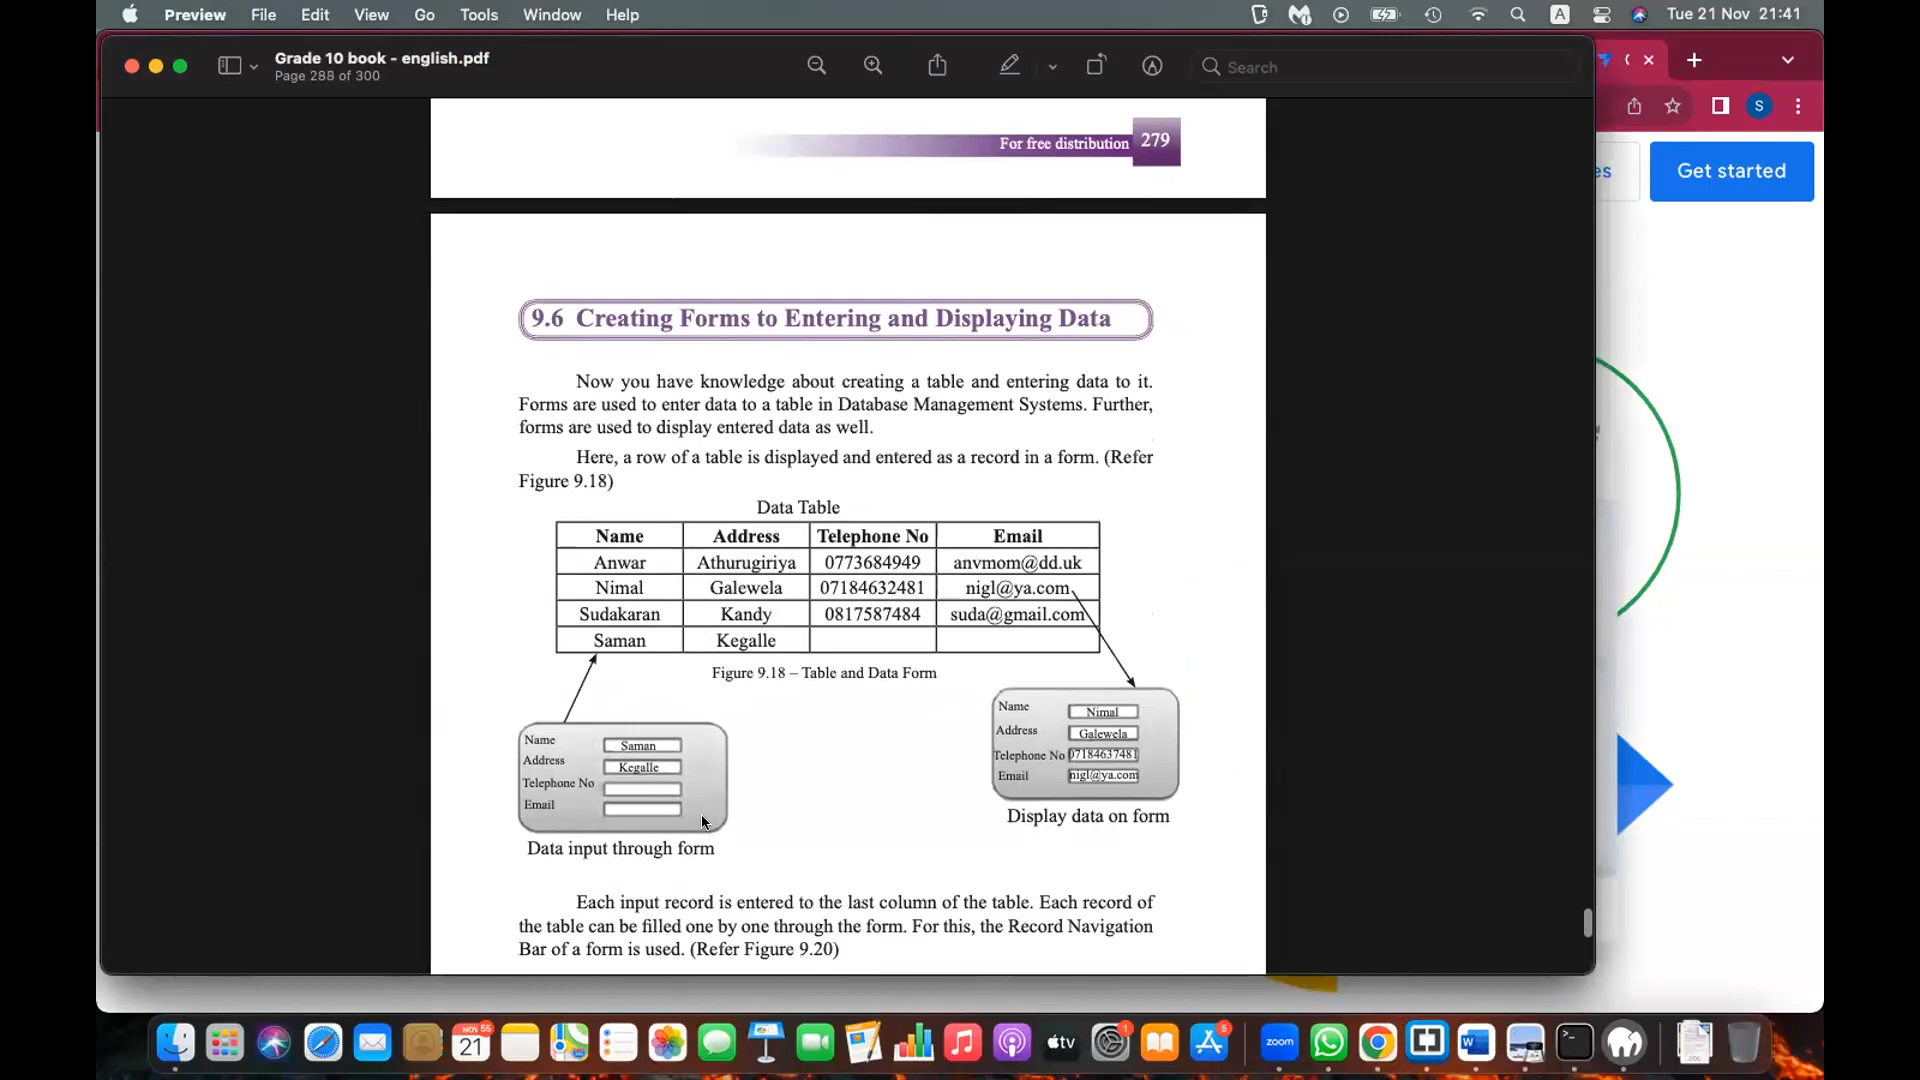 Preview File Edit View Go Tools Window Help
A
Tue 21 Nov 21:41
Grade 10 book - english.pdf
Page 288 of 300
Search
S
Get started
For free distribution 279
9.6 Creating Forms to Entering and Displaying Data
Now you have knowledge about creating a table and entering data to it.
Forms are used to enter data to a table in Database Management Systems. Further,
forms are used to display entered data as well.
Here, a row of a table is displayed and entered as a record in a form. (Refer
Figure 9.18)
Data Table
Name Address Telephone No Email
Anwar Athurugiriya 0773684949 anvmom@dd.uk
Nimal Galewela 07184632481 nigl@ya.com
Sudakaran Kandy 0817587484 suda@gmail.com
Saman Kegalle
Figure 9.18 – Table and Data Form
Name Saman
Address Kegalle
Telephone No
Email
Data input through form
Name Nimal
Address Galewela
Telephone No 07184637481
Email nigl@ya.com
Display data on form
Each input record is entered to the last column of the table. Each record of
the table can be filled one by one through the form. For this, the Record Navigation
Bar of a form is used. (Refer Figure 9.20)
21
tv
1
5
zoom
W